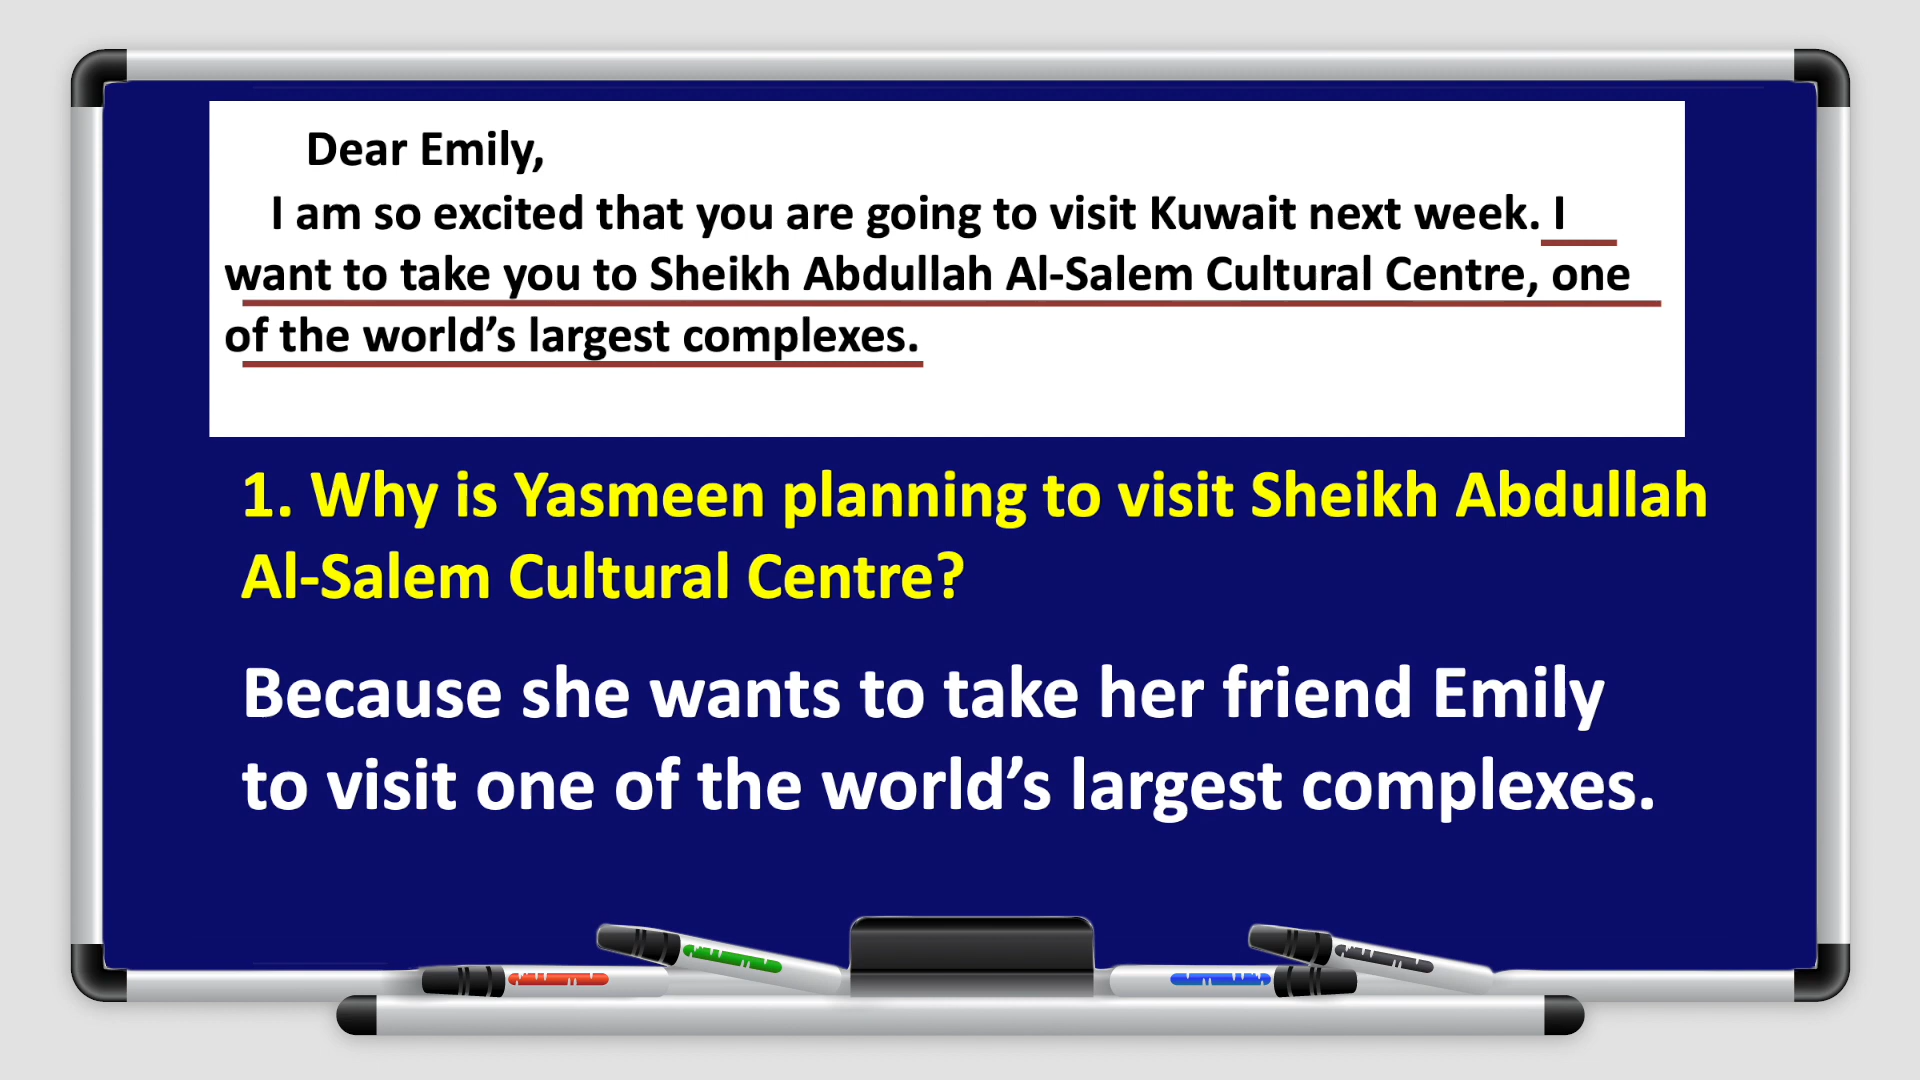 Dear Emily,
I am so excited that you are going to visit Kuwait next week. I
want to take you to Sheikh Abdullah Al-Salem Cultural Centre, one
of the world’s largest complexes.
1. Why is Yasmeen planning to visit Sheikh Abdullah
Al-Salem Cultural Centre?
Because she wants to take her friend Emily
to visit one of the world’s largest complexes.